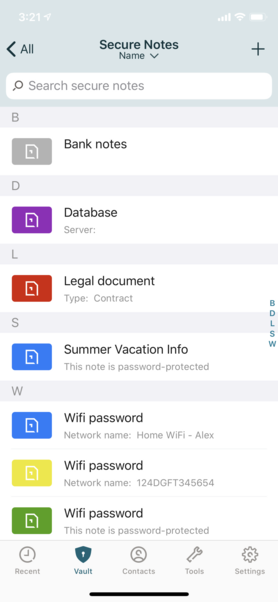 3:21
All
Secure Notes
Name
Search secure notes
B
Bank notes
D
Database
Server:
L
Legal document
Type: Contract
S
Summer Vacation Info
This note is password-protected
W
Wifi password
Network name: Home WiFi - Alex
Wifi password
Network name: 124DGFT345654
Wifi password
This note is password-protected
B
D
L
S
W
Recent
Vault
Contacts
Tools
Settings